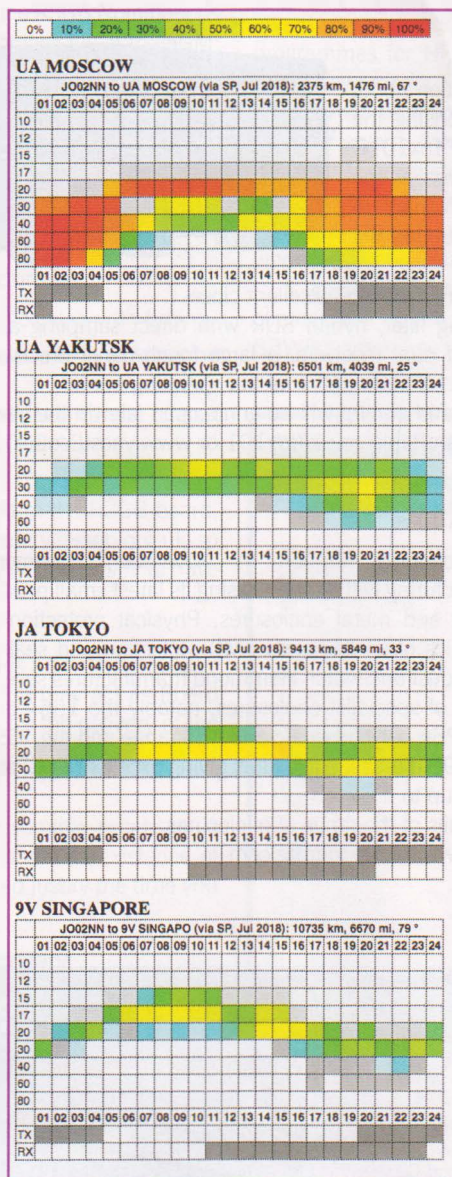 0% 10% 20% 30% 40% 50% 60% 70% 80% 90% 100%
UA MOSCOW
JO02NN to UA MOSCOW (via SP, Jul 2018): 2375 km, 1476 mi, 67 °
01 02 03 04 05 06 07 08 09 10 11 12 13 14 15 16 17 18 19 20 21 22 23 24
10
12
15
17
20
30
40
60
80
01 02 03 04 05 06 07 08 09 10 11 12 13 14 15 16 17 18 19 20 21 22 23 24
TX
RX
UA YAKUTSK
JO02NN to UA YAKUTSK (via SP, Jul 2018): 6501 km, 4039 mi, 25 °
01 02 03 04 05 06 07 08 09 10 11 12 13 14 15 16 17 18 19 20 21 22 23 24
10
12
15
17
20
30
40
60
80
01 02 03 04 05 06 07 08 09 10 11 12 13 14 15 16 17 18 19 20 21 22 23 24
TX
RX
JA TOKYO
JO02NN to JA TOKYO (via SP, Jul 2018): 9413 km, 5849 mi, 33 °
01 02 03 04 05 06 07 08 09 10 11 12 13 14 15 16 17 18 19 20 21 22 23 24
10
12
15
17
20
30
40
60
80
01 02 03 04 05 06 07 08 09 10 11 12 13 14 15 16 17 18 19 20 21 22 23 24
TX
RX
9V SINGAPORE
JO02NN to 9V SINGAPO (via SP, Jul 2018): 10735 km, 6670 mi, 79 °
01 02 03 04 05 06 07 08 09 10 11 12 13 14 15 16 17 18 19 20 21 22 23 24
10
12
15
17
20
30
40
60
80
01 02 03 04 05 06 07 08 09 10 11 12 13 14 15 16 17 18 19 20 21 22 23 24
TX
RX